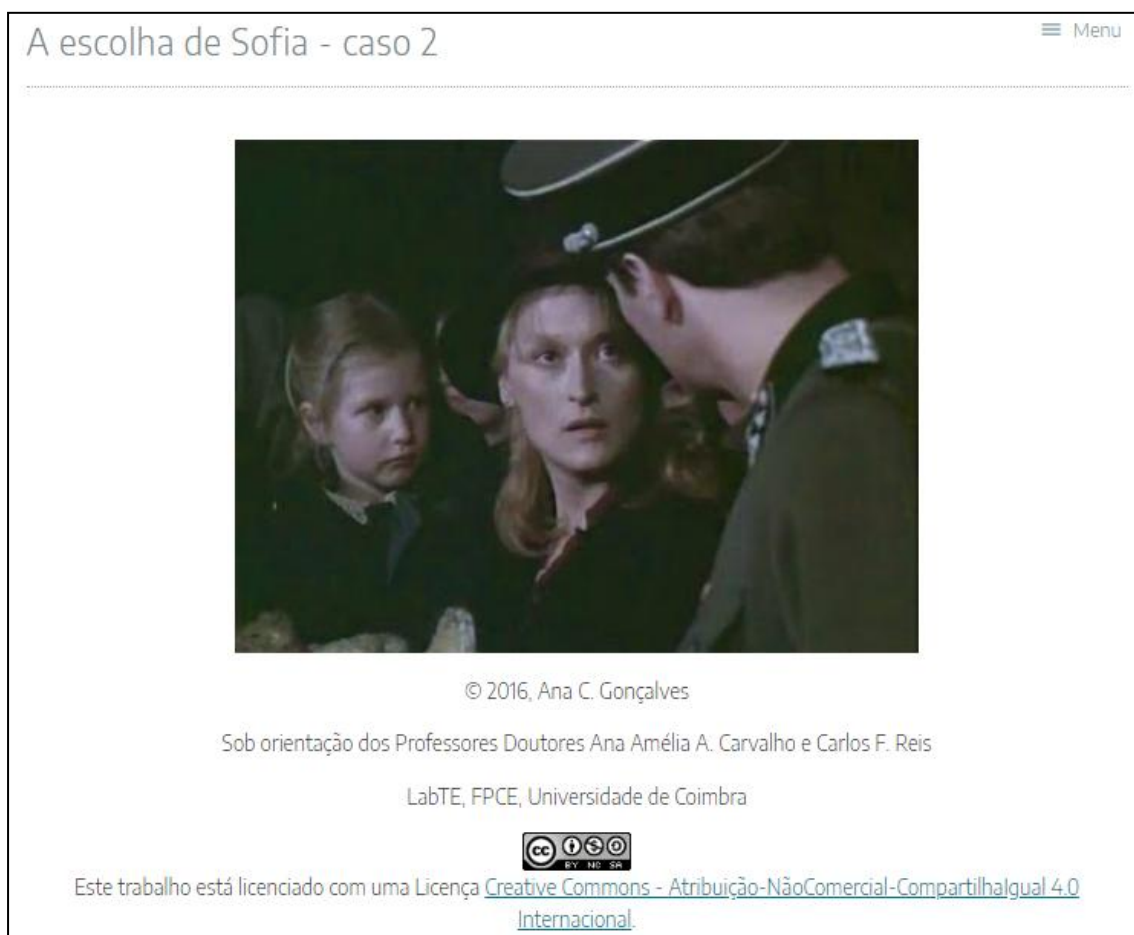 A escolha de Sofia - caso 2
Menu
© 2016, Ana C. Gonçalves
Sob orientação dos Professores Doutores Ana Amélia A. Carvalho e Carlos F. Reis
LabTE, FPCE, Universidade de Coimbra
cc
BY NC SA
Este trabalho está licenciado com uma Licença Creative Commons - Atribuição-NãoComercial-CompartilhaIgual 4.0
Internacional.